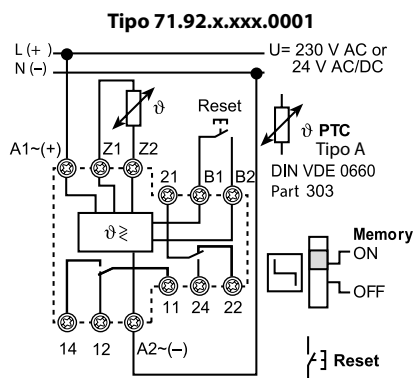 Tipo 71.92.x.xxx.0001
L (+)
U= 230 V AC or
N (–)
24 V AC/DC
ϑ
Reset
ϑ PTC
Tipo A
DIN VDE 0660
Part 303
A1~(+) Z1 Z2
21 B1 B2
ϑ≷
Memory
ON
OFF
11 24 22
14 12 A2~(–)
Reset